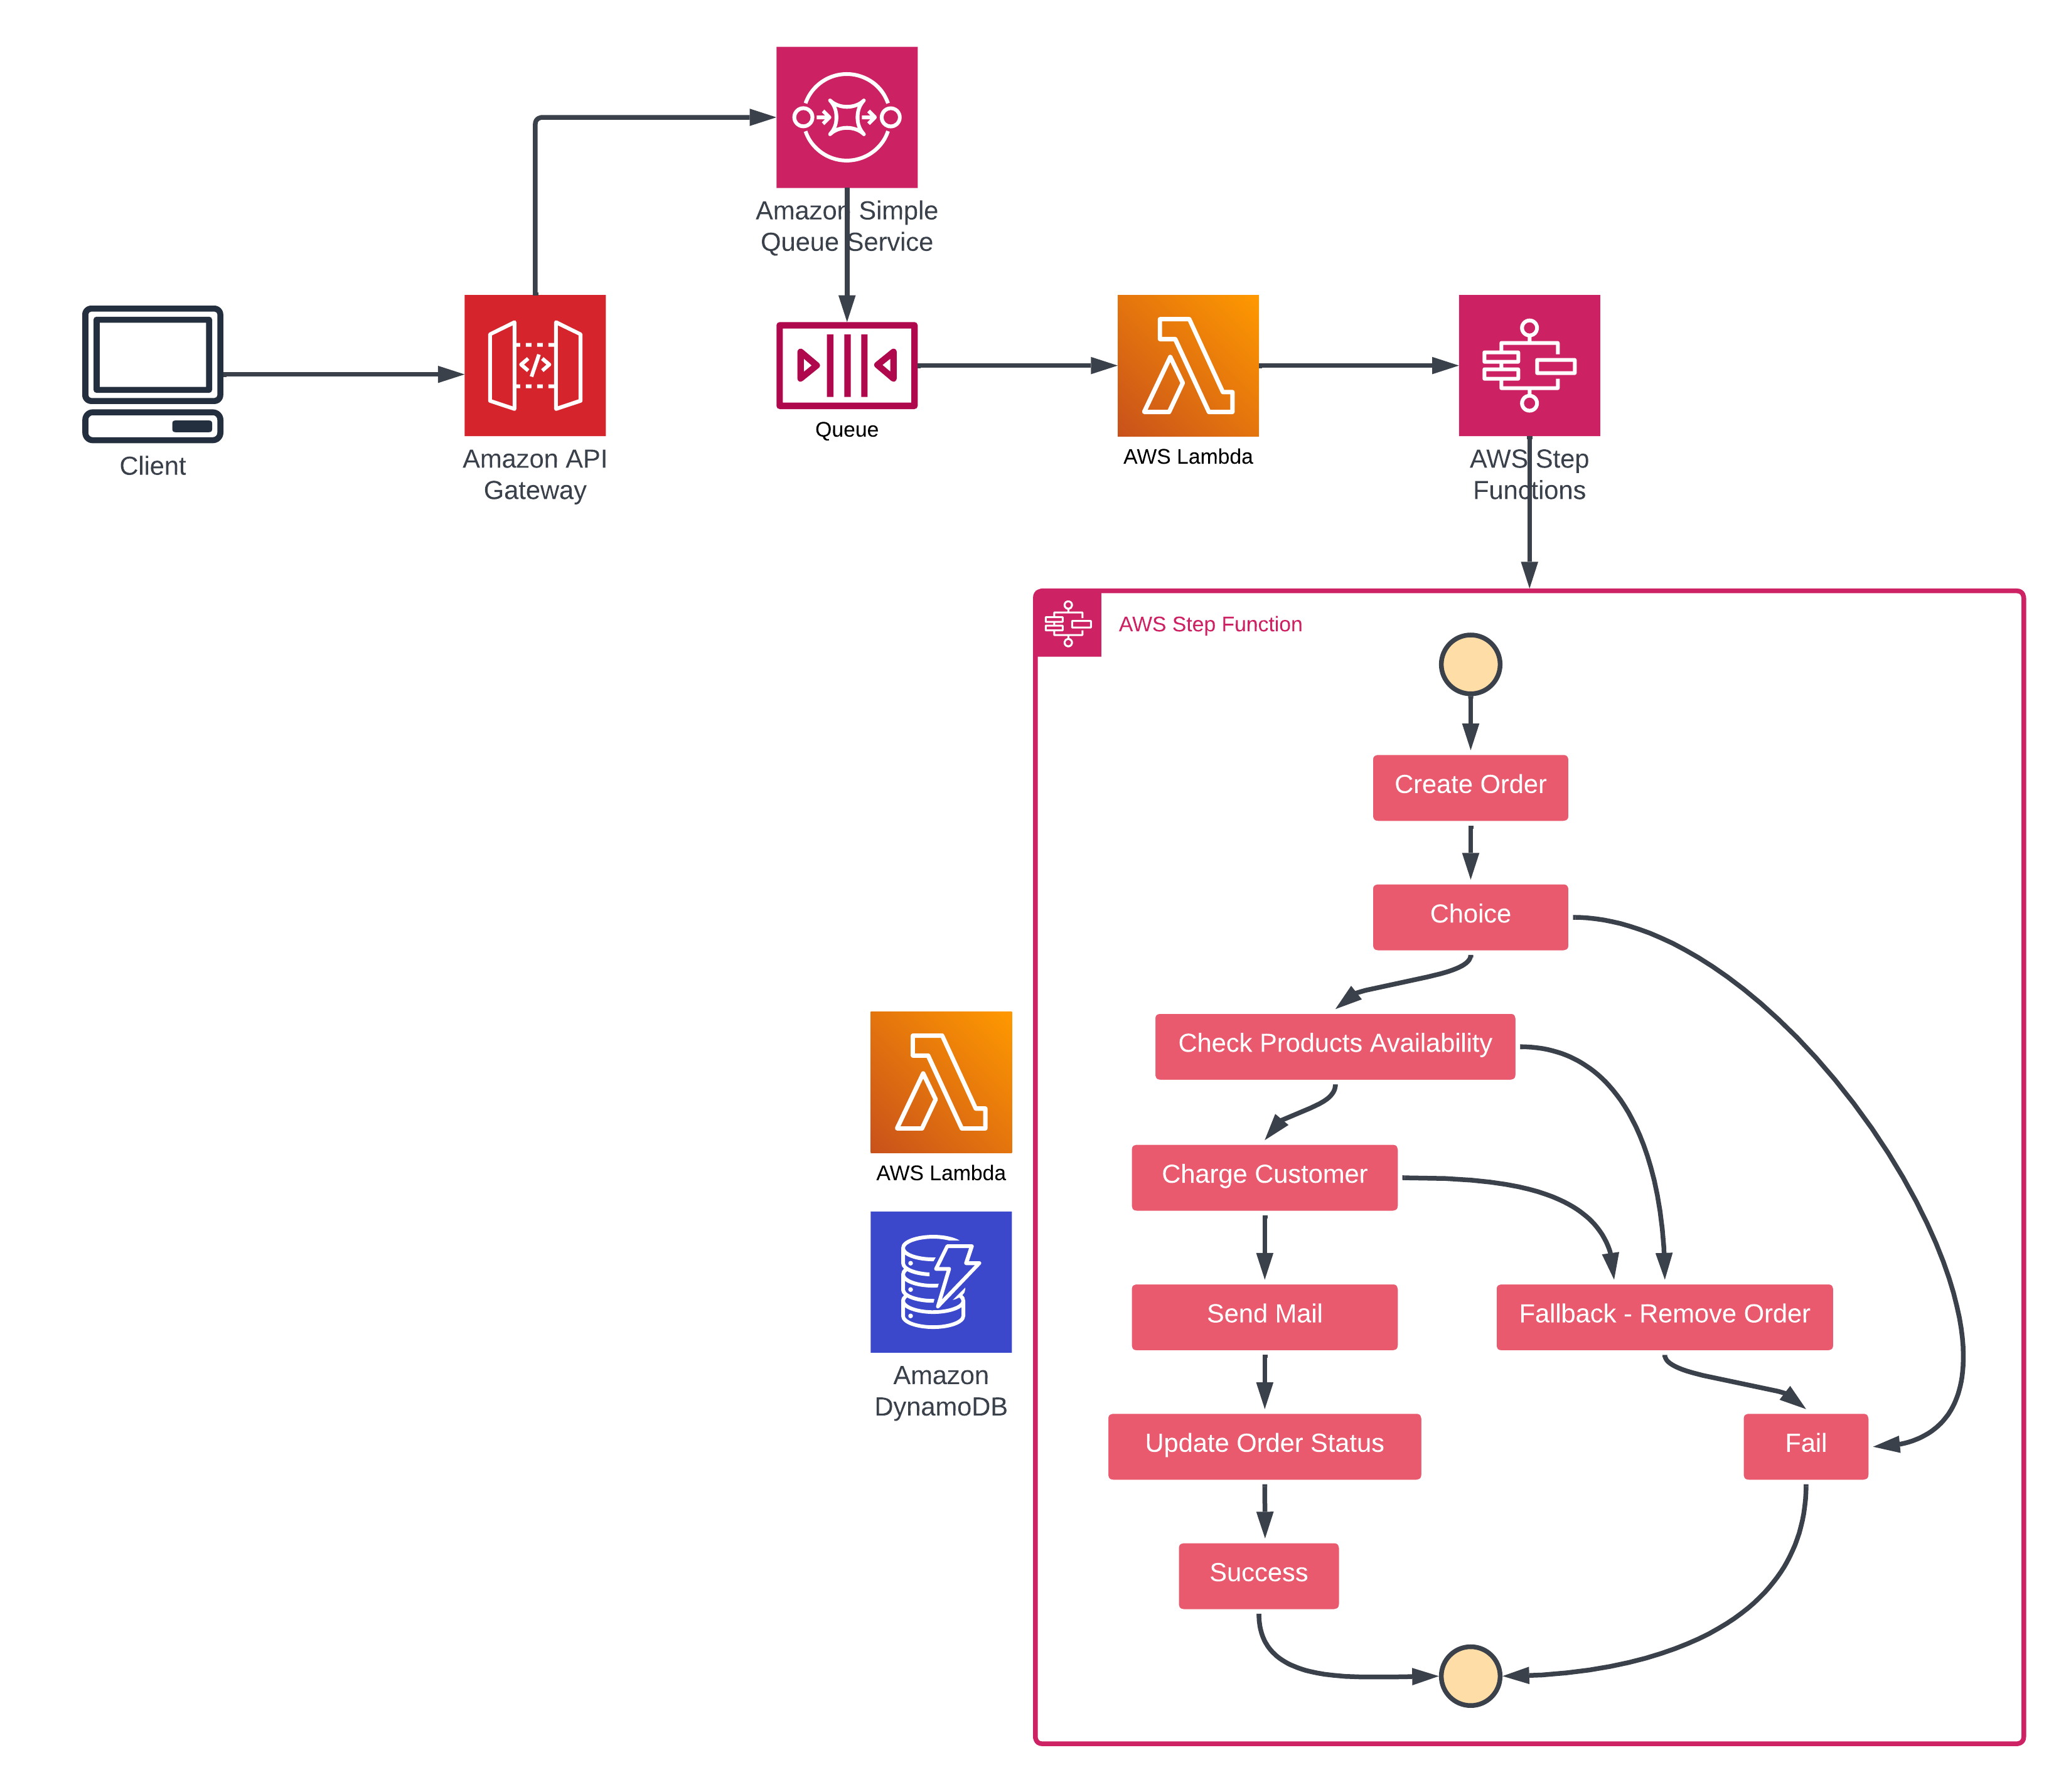 Amazon Simple
Queue Service
Client
Amazon API
Gateway
Queue
AWS Lambda
AWS Step
Functions
AWS Step Function
Create Order
Choice
Check Products Availability
Charge Customer
Send Mail
Fallback - Remove Order
Update Order Status
Fail
Success
AWS Lambda
Amazon
DynamoDB